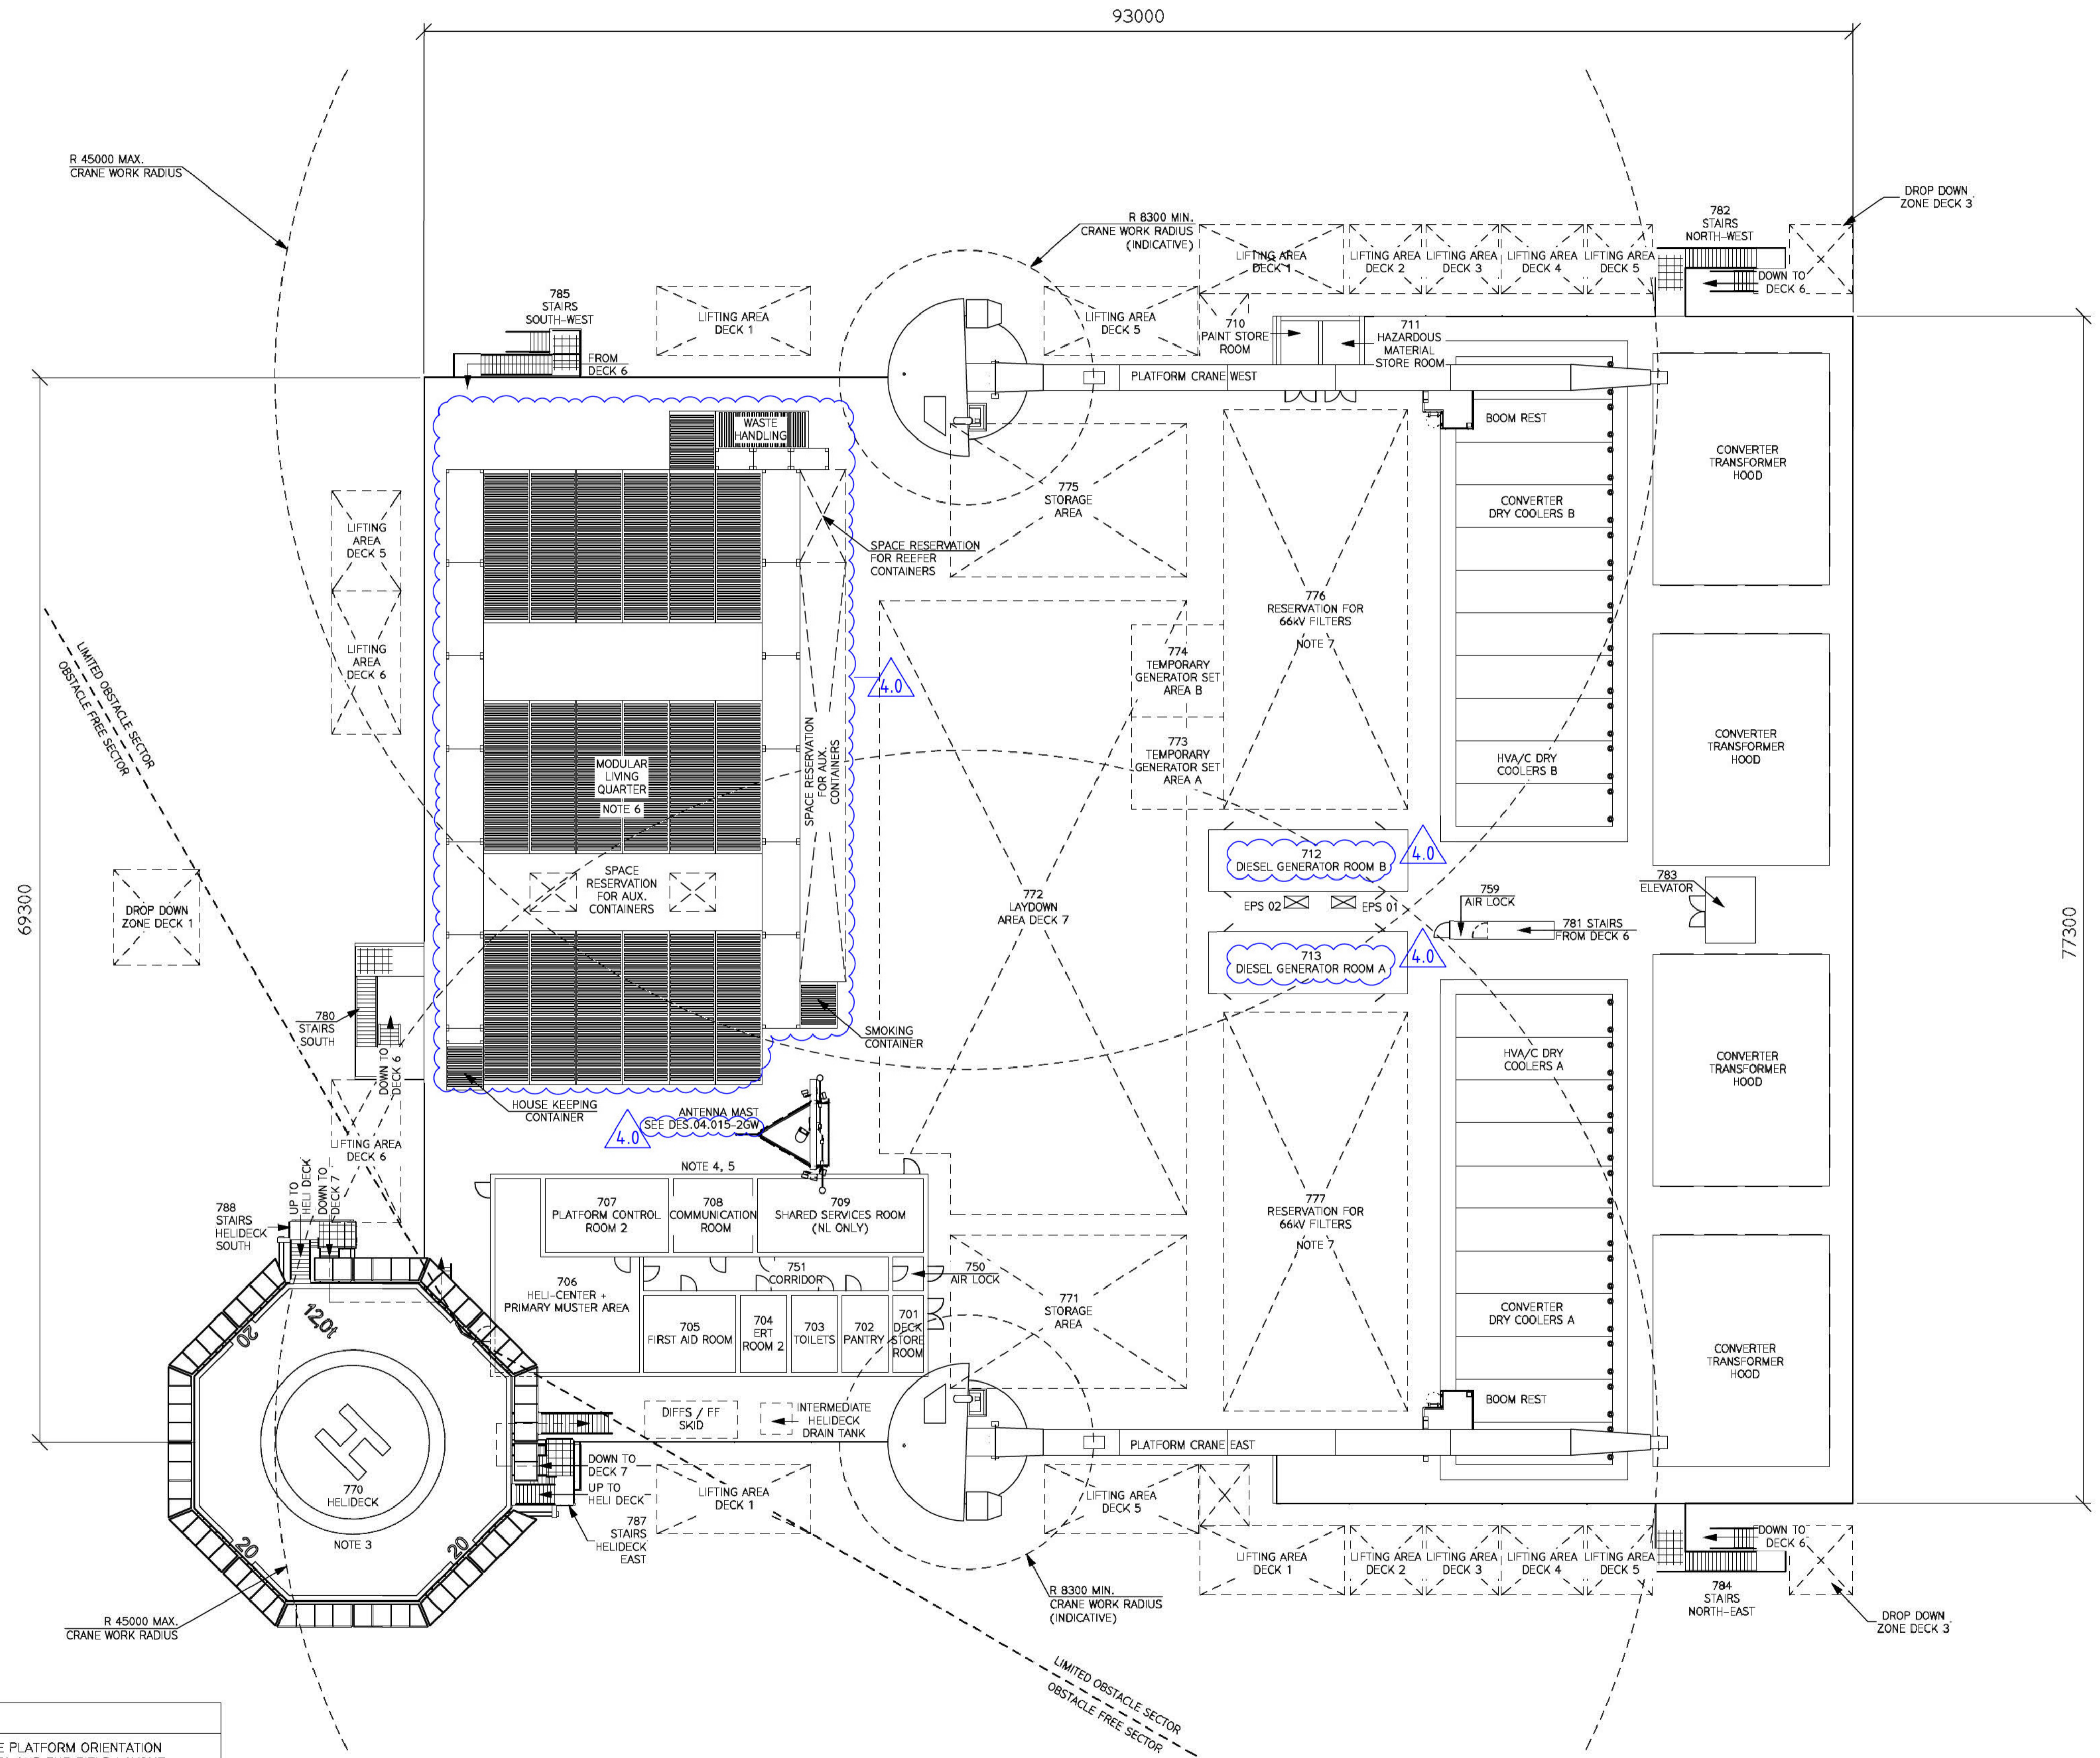 93000
R 45000 MAX.
CRANE WORK RADIUS
DROP DOWN
ZONE DECK 3
782
STAIRS
NORTH-WEST
R 8300 MIN.
CRANE WORK RADIUS
(INDICATIVE)
LIFTING AREA
DECK 1
LIFTING AREA
DECK 2
LIFTING AREA
DECK 3
LIFTING AREA
DECK 4
LIFTING AREA
DECK 5
DOWN TO
DECK 6
785
STAIRS
SOUTH-WEST
LIFTING AREA
DECK 1
LIFTING AREA
DECK 5
710
PAINT STORE
ROOM
711
HAZARDOUS
MATERIAL
STORE ROOM
FROM
DECK 6
PLATFORM CRANE WEST
BOOM REST
WASTE
HANDLING
CONVERTER
TRANSFORMER
HOOD
775
STORAGE
AREA
CONVERTER
DRY COOLERS B
LIFTING
AREA
DECK 5
SPACE RESERVATION
FOR REEFER
CONTAINERS
776
RESERVATION FOR
66kV FILTERS
NOTE 7
LIFTING
AREA
DECK 6
LIMITED OBSTACLE SECTOR
OBSTACLE FREE SECTOR
4.0
774
TEMPORARY
GENERATOR SET
AREA B
773
TEMPORARY
GENERATOR SET
AREA A
CONVERTER
TRANSFORMER
HOOD
HVA/C DRY
COOLERS B
MODULAR
LIVING
QUARTER
NOTE 6
SPACE RESERVATION
FOR AUX.
CONTAINERS
712
DIESEL GENERATOR ROOM B
4.0
SPACE
RESERVATION
FOR AUX.
CONTAINERS
772
LAYDOWN
AREA DECK 7
EPS 02
EPS 01
759
AIR LOCK
783
ELEVATOR
781 STAIRS
FROM DECK 6
69300
77300
DROP DOWN
ZONE DECK 1
713
DIESEL GENERATOR ROOM A
4.0
780
STAIRS
SOUTH
DOWN TO
DECK 6
SMOKING
CONTAINER
HVA/C DRY
COOLERS A
CONVERTER
TRANSFORMER
HOOD
HOUSE KEEPING
CONTAINER
4.0
ANTENNA MAST
SEE DES.04.015-2GW
LIFTING AREA
DECK 6
NOTE 4, 5
788
STAIRS
HELIDECK
SOUTH
UP TO
HELI DECK
DOWN TO
DECK 7
707
PLATFORM CONTROL
ROOM 2
708
COMMUNICATION
ROOM
709
SHARED SERVICES ROOM
(NL ONLY)
777
RESERVATION FOR
66kV FILTERS
NOTE 7
706
HELI-CENTER +
PRIMARY MUSTER AREA
751
CORRIDOR
750
AIR LOCK
705
FIRST AID ROOM
704
ERT
ROOM 2
703
TOILETS
702
PANTRY
701
DECK
STORE
ROOM
771
STORAGE
AREA
CONVERTER
DRY COOLERS A
CONVERTER
TRANSFORMER
HOOD
12,0t
20
H
770
HELIDECK
NOTE 3
20
20
DIFFS / FF
SKID
INTERMEDIATE
HELIDECK
DRAIN TANK
BOOM REST
PLATFORM CRANE EAST
DOWN TO
DECK 7
UP TO
HELI DECK
787
STAIRS
HELIDECK
EAST
LIFTING AREA
DECK 1
LIFTING AREA
DECK 5
LIFTING AREA
DECK 1
LIFTING AREA
DECK 2
LIFTING AREA
DECK 3
LIFTING AREA
DECK 4
LIFTING AREA
DECK 5
DOWN TO
DECK 6
784
STAIRS
NORTH-EAST
DROP DOWN
ZONE DECK 3
R 8300 MIN.
CRANE WORK RADIUS
(INDICATIVE)
R 45000 MAX.
CRANE WORK RADIUS
LIMITED OBSTACLE SECTOR
OBSTACLE FREE SECTOR
PLATFORM ORIENTATION